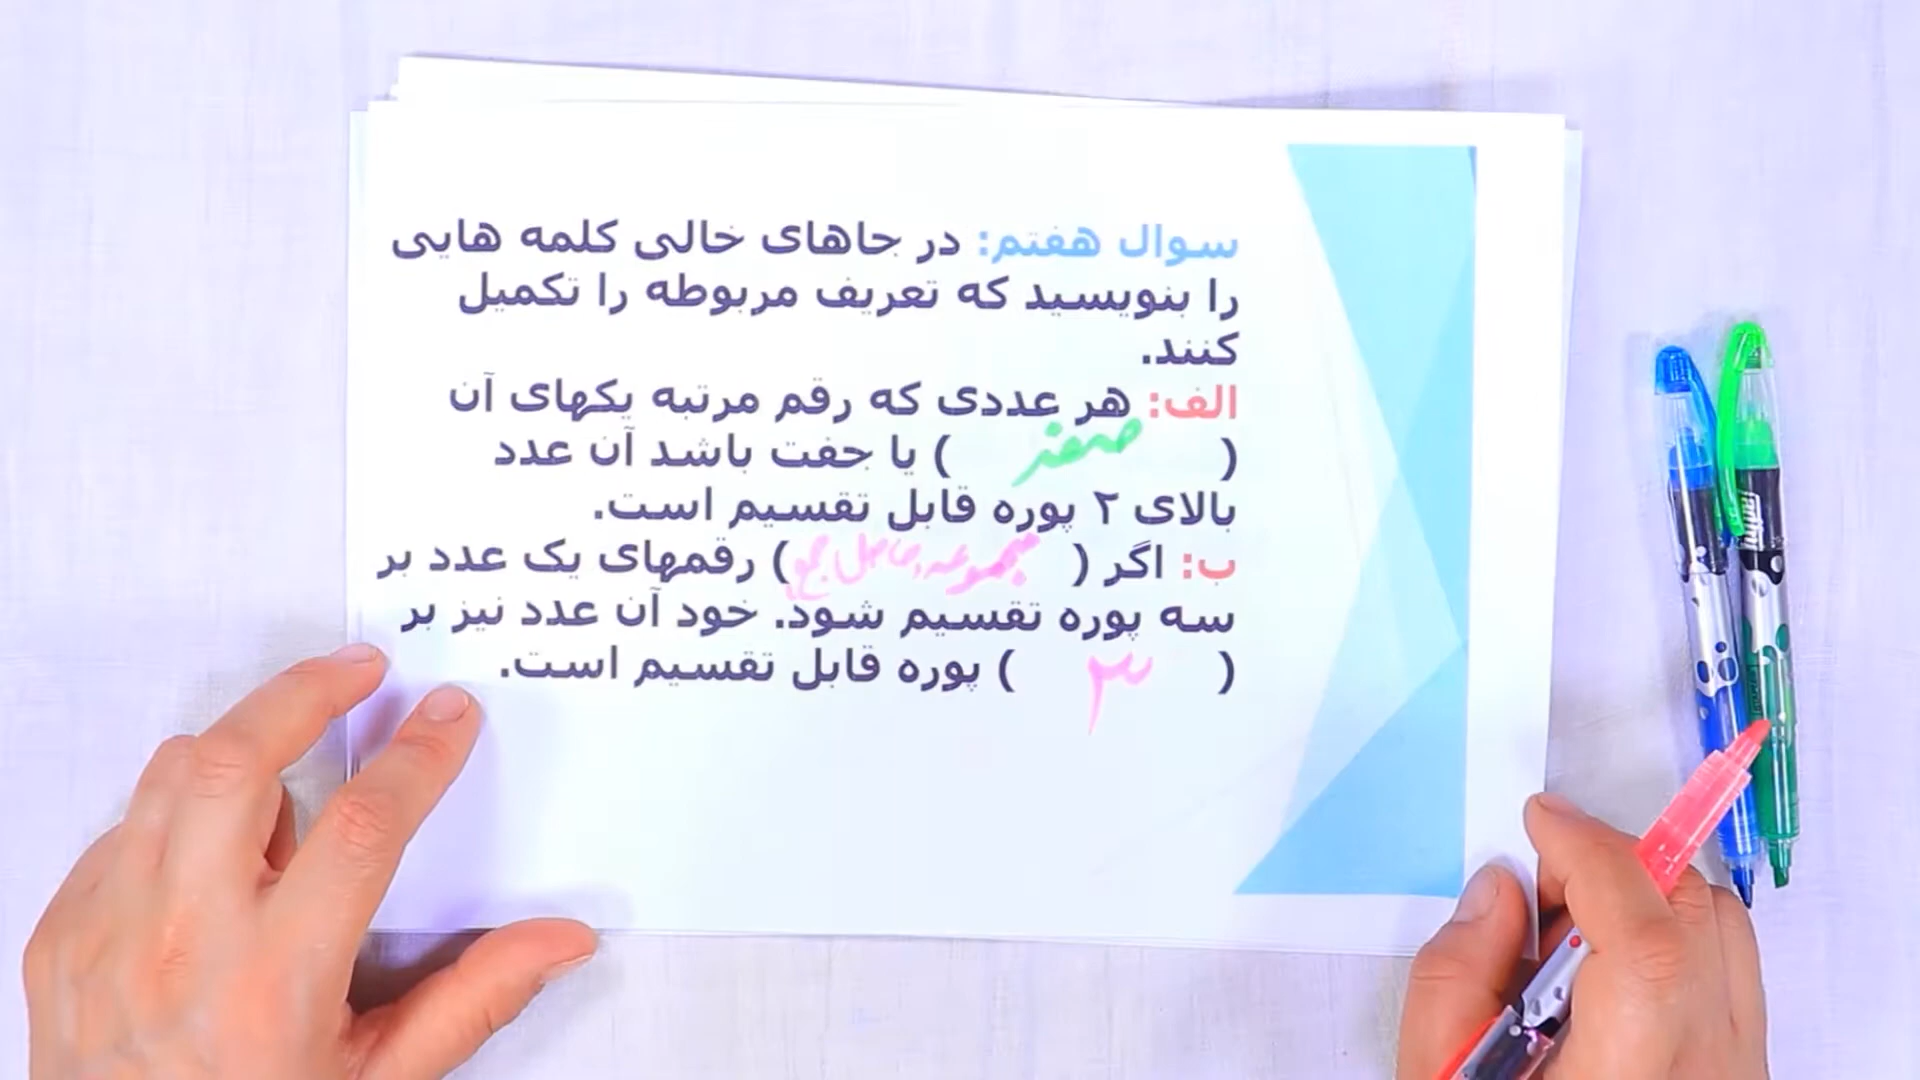 سوال هفتم: در جاهای خالی کلمه هایی
را بنویسید که تعریف مربوطه را تکمیل
کنند.
الف: هر عددی که رقم مرتبه یکهای آن
( صفر ) یا جفت باشد آن عدد
بالای ۲ پوره قابل تقسیم است.
ب: اگر ( مجموعه، حاصل جمع ) رقمهای یک عدد بر
سه پوره تقسیم شود. خود آن عدد نیز بر
( ۳ ) پوره قابل تقسیم است.